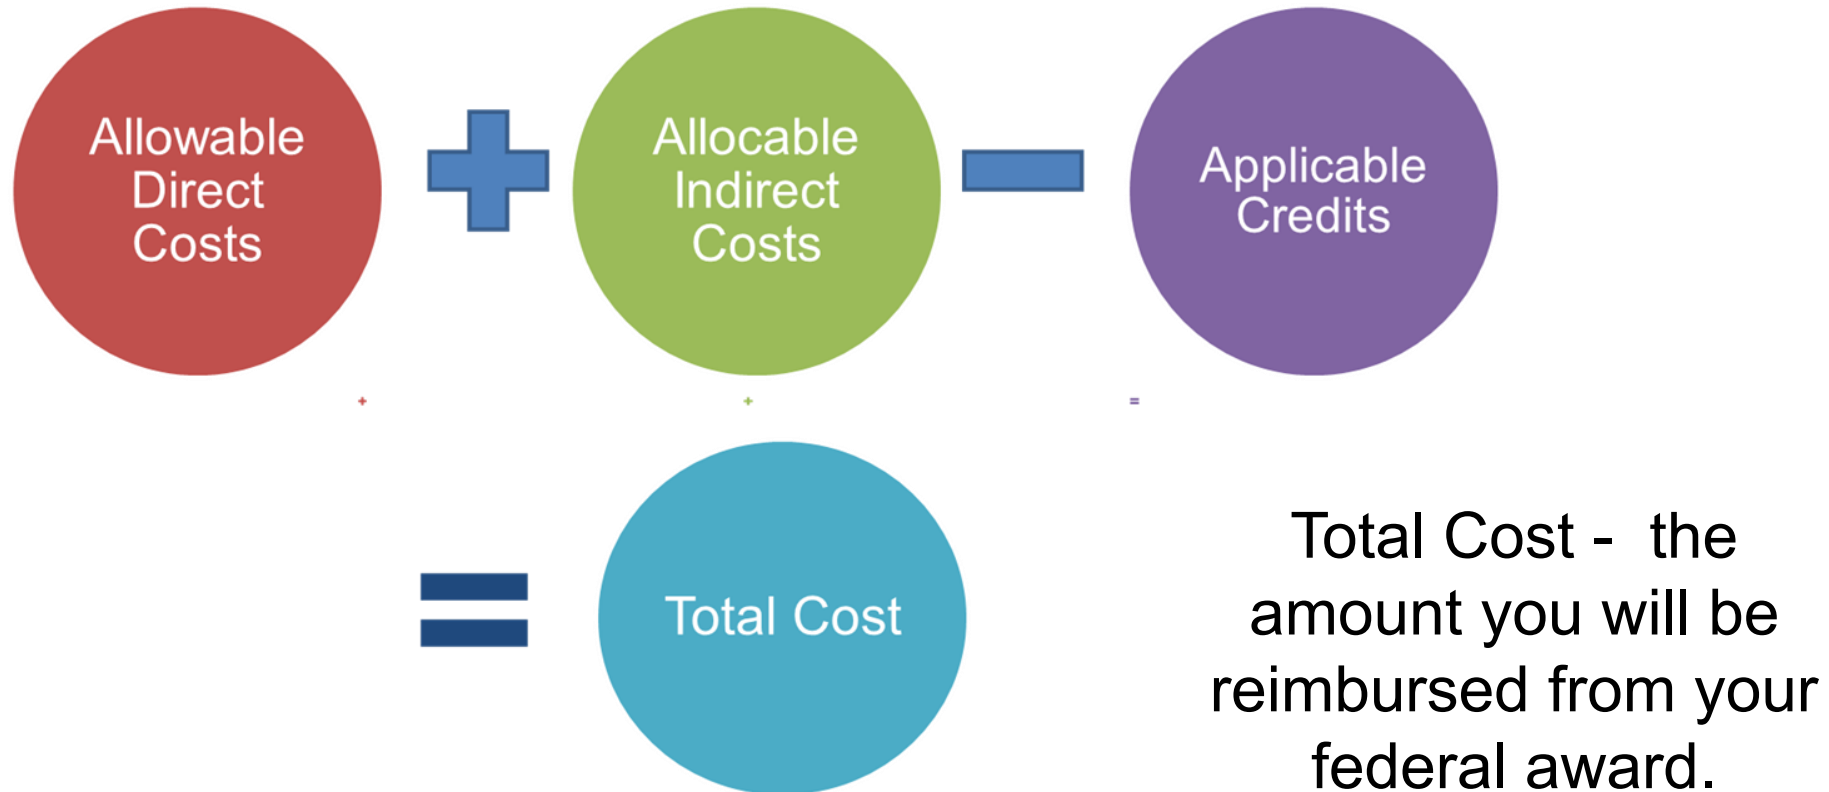 Allowable
Direct
Costs
Allocable
Indirect
Costs
Applicable
Credits
Total Cost
Total Cost -  the
amount you will be
reimbursed from your
federal award.